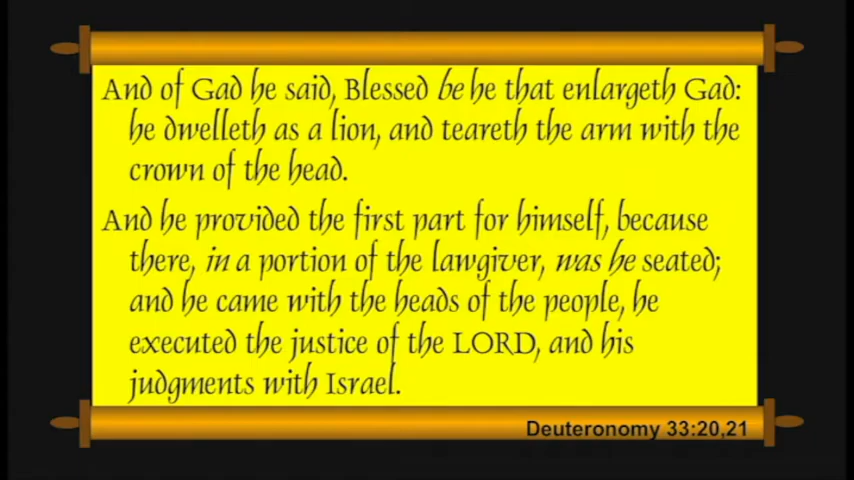 And of Gad he said, Blessed be he that enlargeth Gad:
he dwelleth as a lion, and teareth the arm with the
crown of the head.
And he provided the first part for himself, because
there, in a portion of the lawgiver, was he seated;
and he came with the heads of the people, he
executed the justice of the LORD, and his
judgments with Israel.
Deuteronomy 33:20,21